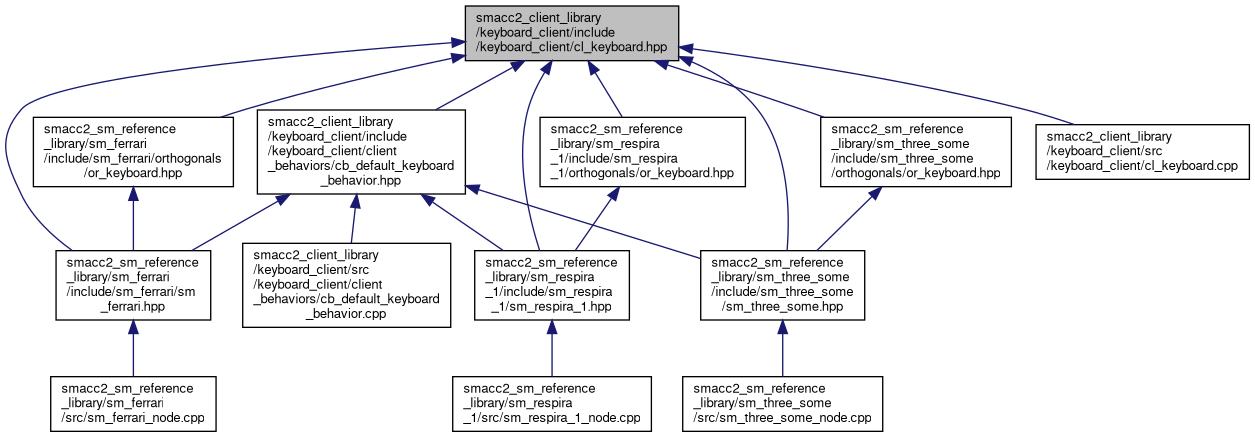 smacc2_client_library
/keyboard_client/include
/keyboard_client/cl_keyboard.hpp
smacc2_sm_reference
_library/sm_ferrari
/include/sm_ferrari/orthogonals
/or_keyboard.hpp
smacc2_client_library
/keyboard_client/include
/keyboard_client/client
_behaviors/cb_default_keyboard
_behavior.hpp
smacc2_sm_reference
_library/sm_respira
_1/include/sm_respira
_1/orthogonals/or_keyboard.hpp
smacc2_sm_reference
_library/sm_three_some
/include/sm_three_some
/orthogonals/or_keyboard.hpp
smacc2_client_library
/keyboard_client/src
/keyboard_client/cl_keyboard.cpp
smacc2_sm_reference
_library/sm_ferrari
/include/sm_ferrari/sm
_ferrari.hpp
smacc2_client_library
/keyboard_client/src
/keyboard_client/client
_behaviors/cb_default_keyboard
_behavior.cpp
smacc2_sm_reference
_library/sm_respira
_1/include/sm_respira
_1/sm_respira_1.hpp
smacc2_sm_reference
_library/sm_three_some
/include/sm_three_some
/sm_three_some.hpp
smacc2_sm_reference
_library/sm_ferrari
/src/sm_ferrari_node.cpp
smacc2_sm_reference
_library/sm_respira
_1/src/sm_respira_1_node.cpp
smacc2_sm_reference
_library/sm_three_some
/src/sm_three_some_node.cpp